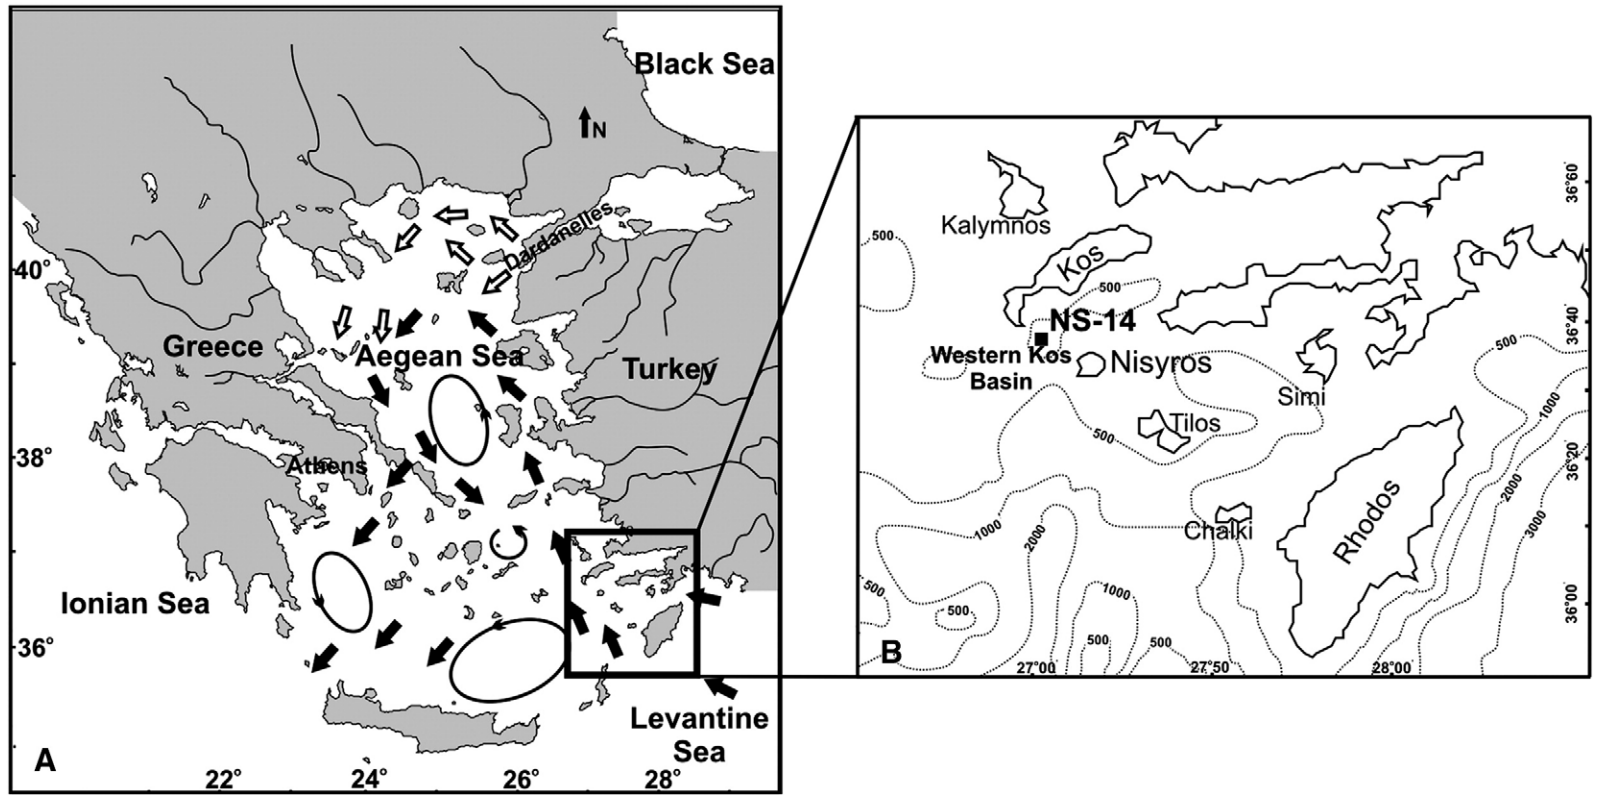 Black Sea
N
Dardanelles
40°
Greece
Aegean Sea
Turkey
38°
Athens
Ionian Sea
36°
Levantine
Sea
A
22°
24°
26°
28°
Kalymnos
36°60'
500
Kos
500
NS-14
36°40'
Western Kos
Basin
Nisyros
500
Simi
1000
Tilos
500
36°20'
2000
1000
2000
Chalki
Rhodos
3000
500
500
1000
36°00'
500
500
B
27°00'
27°50'
28°00'